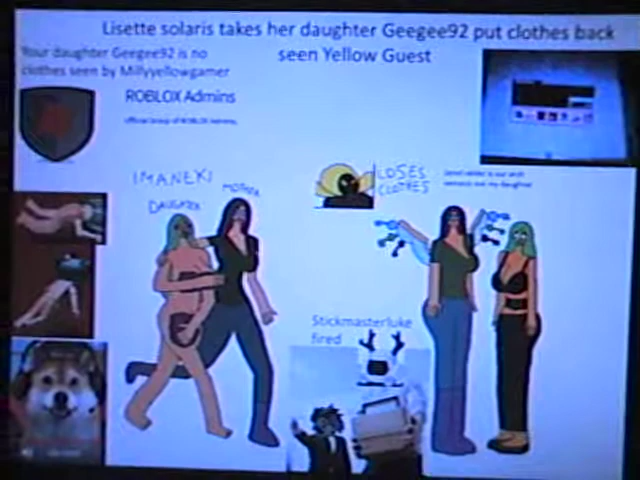 Lisette solaris takes her daughter Geegee92 put clothes back
seen Yellow Guest
Your daughter Geegee92 is no
clothes seen by Millyyellowgamer
ROBLOX Admins
IMANEKI
DAUGHTER
MOTHER
LOSES
CLOTHES
Stickmasterluke
fired